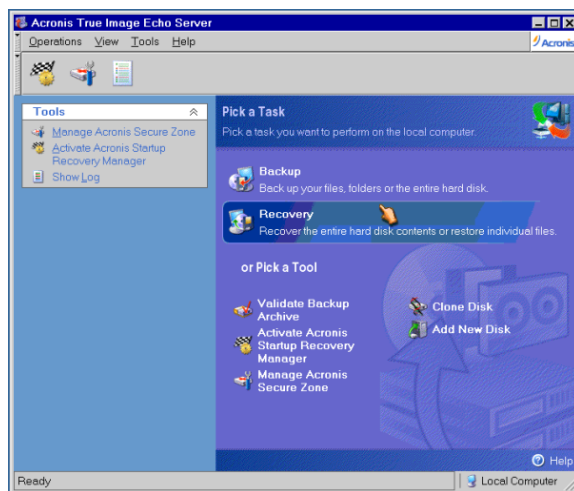 Acronis True Image Echo Server
Operations View Tools Help
Acronis
Tools
Manage Acronis Secure Zone
Activate Acronis Startup
Recovery Manager
Show Log
Pick a Task
Pick a task you want to perform on the local computer.
Backup
Back up your files, folders or the entire hard disk.
Recovery
Recover the entire hard disk contents or restore individual files.
or Pick a Tool
Validate Backup
Archive
Activate Acronis
Startup Recovery
Manager
Manage Acronis
Secure Zone
Clone Disk
Add New Disk
Help
Ready
Local Computer